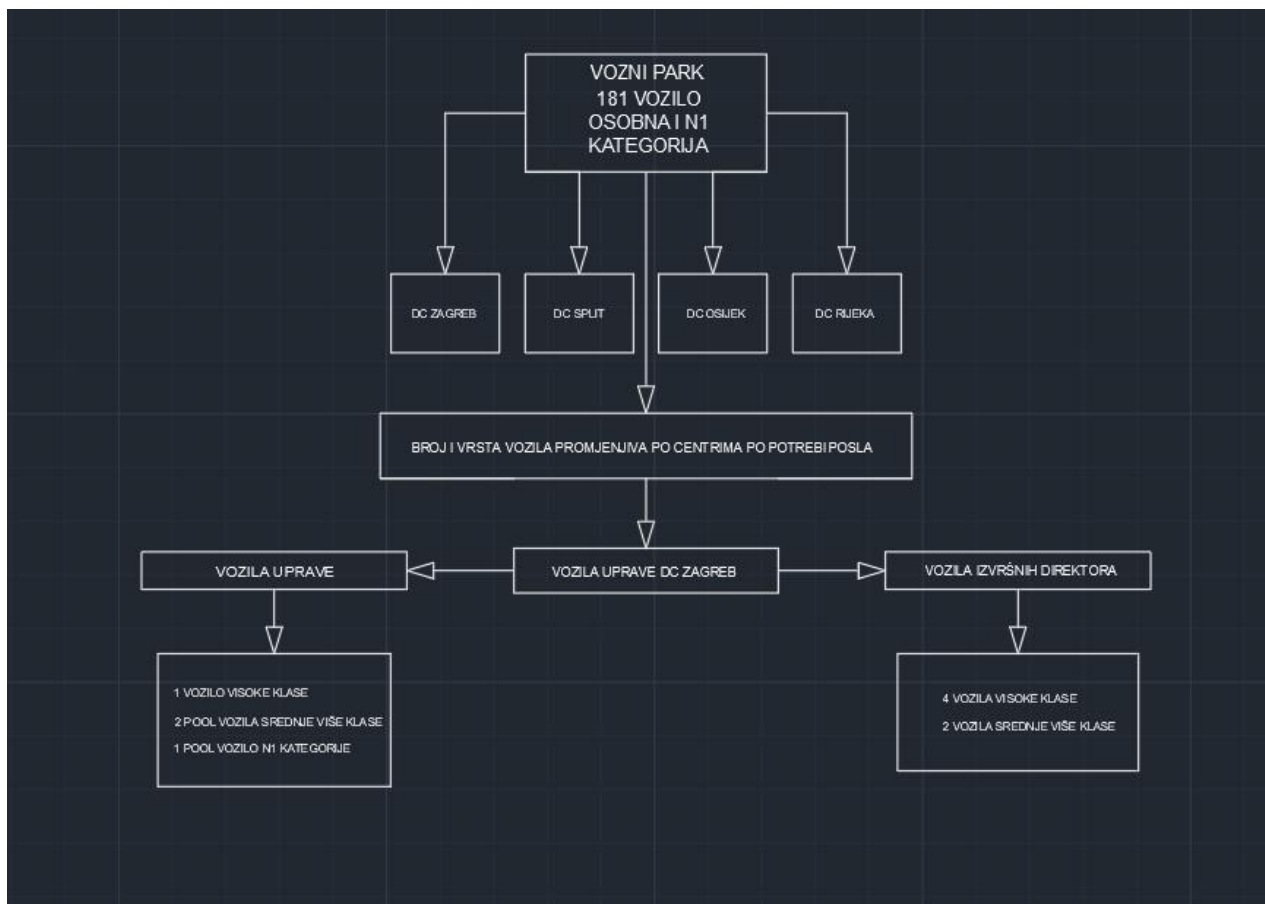 VOZNI PARK
181 VOZILO
OSOBNA I N1
KATEGORIJA
DC ZAGREB
DC SPLIT
DC OSIJEK
DC RIJEKA
BROJ I VRSTA VOZILA PROMJENJIVA PO CENTRIMA PO POTREBI POSLA
VOZILA UPRAVE
VOZILA UPRAVE DC ZAGREB
VOZILA IZVRŠNIH DIREKTORA
1 VOZILO VISOKE KLASE
2 POOL VOZILA SREDNJE VIŠE KLASE
1 POOL VOZILO N1 KATEGORIJE
4 VOZILA VISOKE KLASE
2 VOZILA SREDNJE VIŠE KLASE